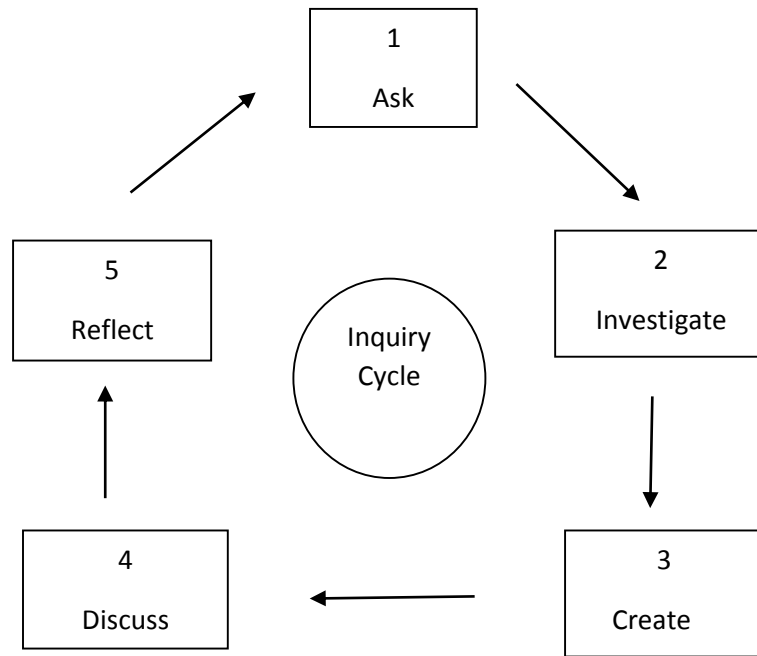 1
Ask
2
Investigate
3
Create
4
Discuss
5
Reflect
Inquiry
Cycle